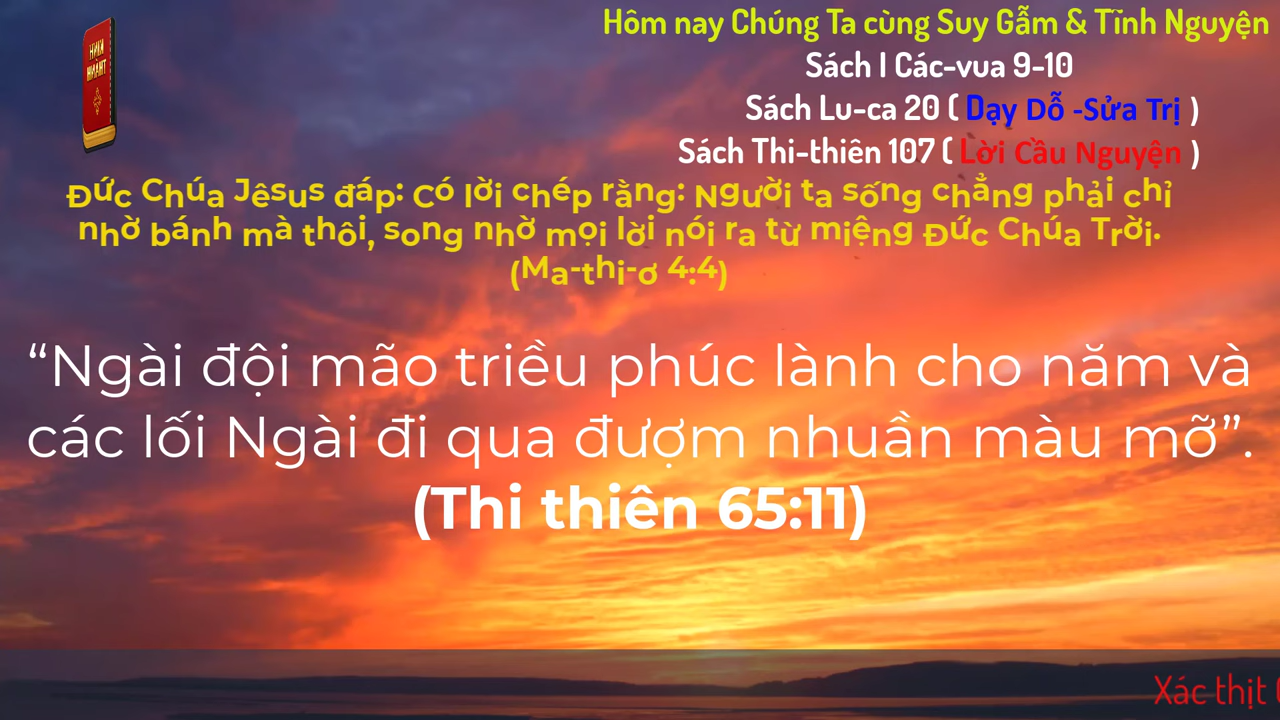 Hôm nay Chúng Ta cùng Suy Gẫm & Tĩnh Nguyện
Sách I Các-vua 9-10
Sách Lu-ca 20 ( Dạy Dỗ -Sửa Trị )
Sách Thi-thiên 107 ( Lời Cầu Nguyện )
KINH
THÁNH
Đức Chúa Jêsus đáp: Có lời chép rằng: Người ta sống chẳng phải chỉ
nhờ bánh mà thôi, song nhờ mọi lời nói ra từ miệng Đức Chúa Trời.
(Ma-thi-ơ 4:4)
“Ngài đội mão triều phúc lành cho năm và
các lối Ngài đi qua đượm nhuần màu mỡ”.
(Thi thiên 65:11)
Xác thịt